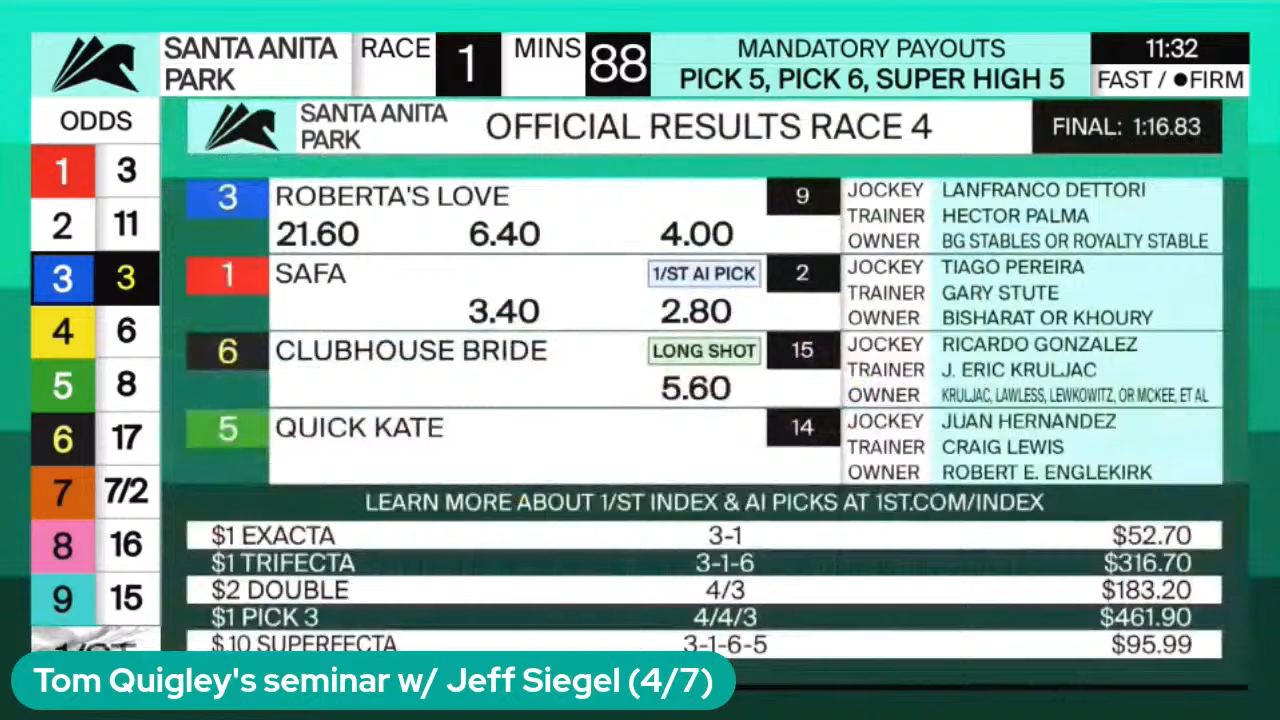 SANTA ANITA PARK
RACE 1
MINS 88
MANDATORY PAYOUTS
PICK 5, PICK 6, SUPER HIGH 5
11:32
FAST / ●FIRM
ODDS
1 3
2 11
3 3
4 6
5 8
6 17
7 7/2
8 16
9 15
SANTA ANITA PARK
OFFICIAL RESULTS RACE 4
FINAL: 1:16.83
3 ROBERTA'S LOVE 9
21.60 6.40 4.00
JOCKEY LANFRANCO DETTORI
TRAINER HECTOR PALMA
OWNER BG STABLES OR ROYALTY STABLE
1 SAFA 1/ST AI PICK 2
3.40 2.80
JOCKEY TIAGO PEREIRA
TRAINER GARY STUTE
OWNER BISHARAT OR KHOURY
6 CLUBHOUSE BRIDE LONG SHOT 15
5.60
JOCKEY RICARDO GONZALEZ
TRAINER J. ERIC KRULJAC
OWNER KRULJAC, LAWLESS, LEWKOWITZ, OR MCKEE, ET AL
5 QUICK KATE 14
JOCKEY JUAN HERNANDEZ
TRAINER CRAIG LEWIS
OWNER ROBERT E. ENGLEKIRK
LEARN MORE ABOUT 1/ST INDEX & AI PICKS AT 1ST.COM/INDEX
$1 EXACTA 3-1 $52.70
$1 TRIFECTA 3-1-6 $316.70
$2 DOUBLE 4/3 $183.20
$1 PICK 3 4/4/3 $461.90
$.10 SUPERFECTA 3-1-6-5 $95.99
Tom Quigley's seminar w/ Jeff Siegel (4/7)